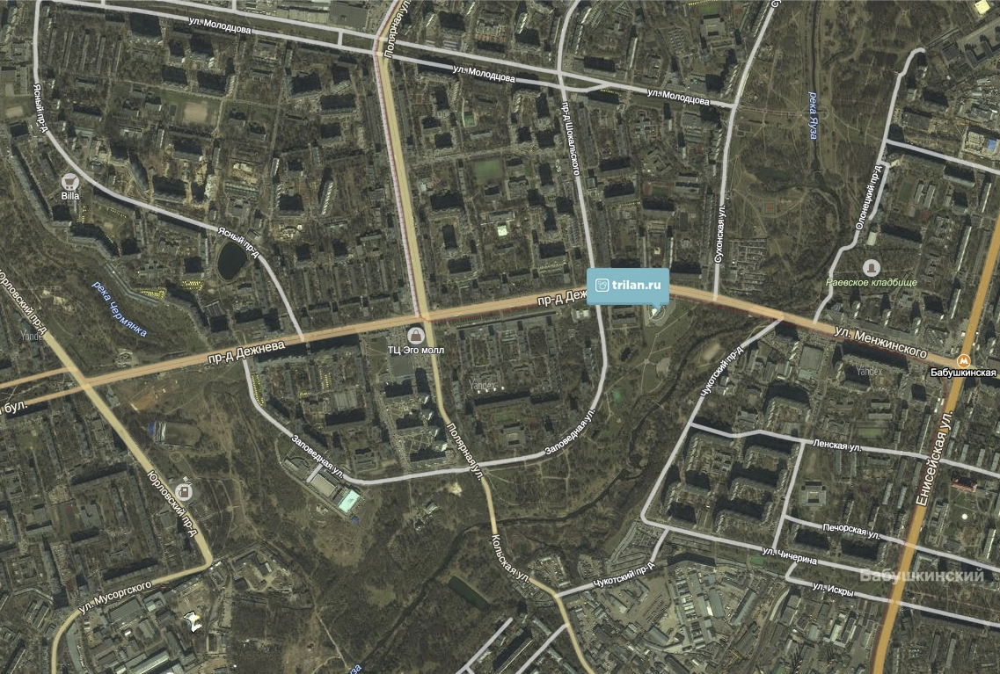 ул. Молодцова
Полярная ул.
ул. Молодцова
ул. Молодцова
Ясный пр-д
пр-д Шокальского
река Яуза
Billa
Ясный пр-д
Сухонская ул.
Олонецкий пр-д
Раевское кладбище
река Чермянка
Юрловский пр-д
trilan.ru
пр-д Деж
Yandex
ТЦ Эго молл
пр-д Дежнева
ул. Менжинского
Бабушкинская
Чукотский пр-д
Yandex
Yandex
бул.
Заповедная ул.
Полярная ул.
Заповедная ул.
Ленская ул.
Енисейская ул.
Юрловский пр-д
Кольская ул.
Печорская ул.
ул. Чичерина
Бабушкинский
Чукотский пр-д
ул. Искры
ул. Мусоргского